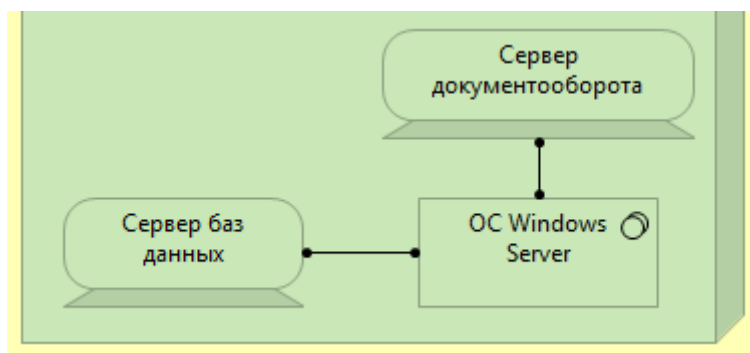 Сервер
документооборота
Сервер баз
данных
ОС Windows
Server